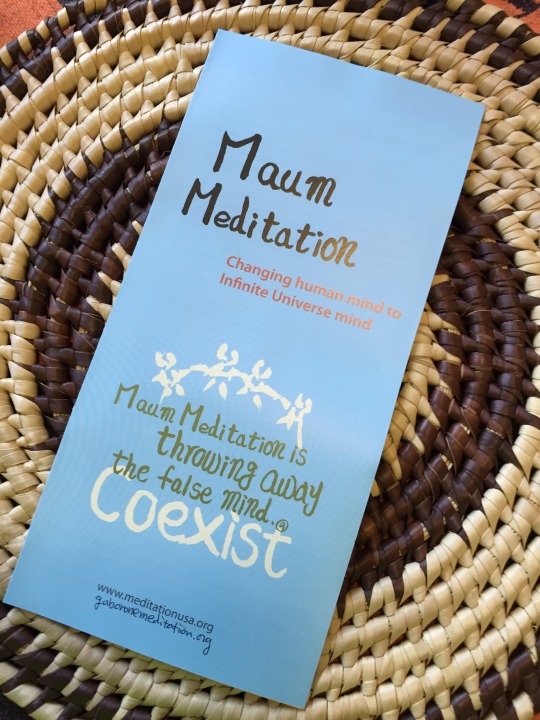 Maum
Meditation
Changing human mind to
Infinite Universe mind
Maum Meditation is
throwing away
the false mind.@
Coexist
www.meditationusa.org
gaboronemeditation.org